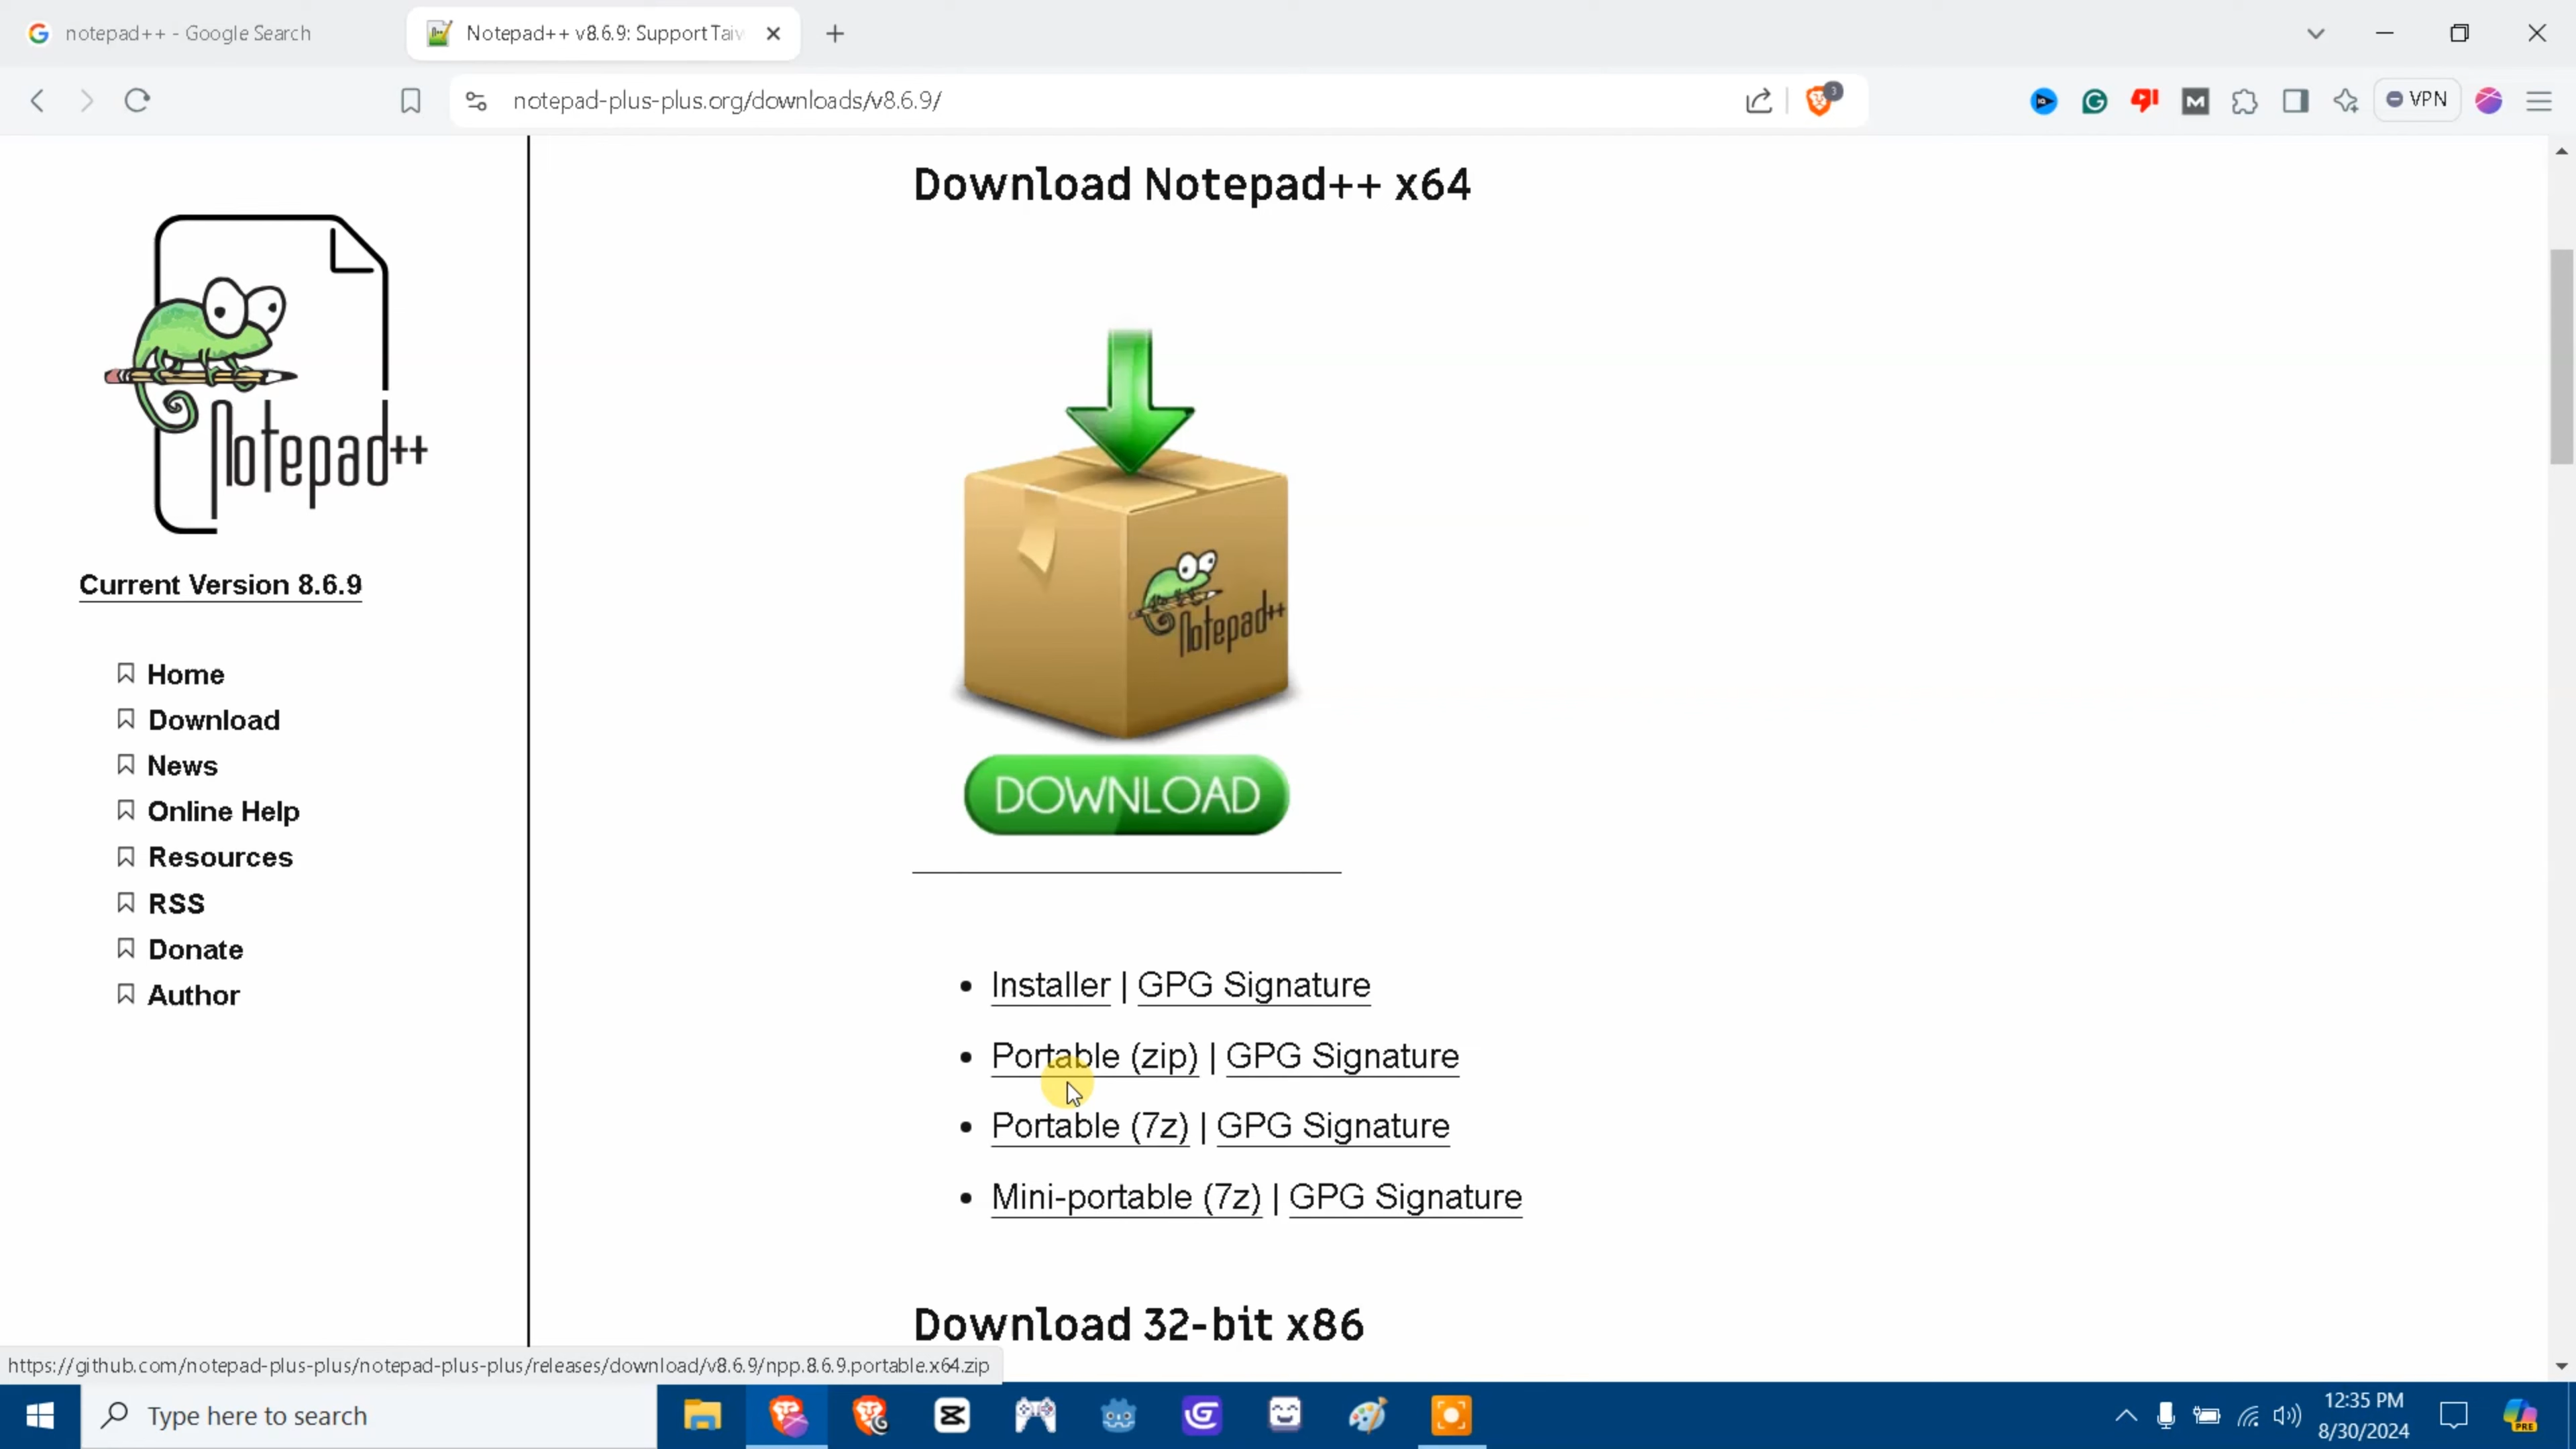 notepad++ - Google Search
Notepad++ v8.6.9: Support Taiw
notepad-plus-plus.org/downloads/v8.6.9/
3
VPN
Notepad++
Current Version 8.6.9
Home
Download
News
Online Help
Resources
RSS
Donate
Author
Download Notepad++ x64
Notepad++
DOWNLOAD
Installer | GPG Signature
Portable (zip) | GPG Signature
Portable (7z) | GPG Signature
Mini-portable (7z) | GPG Signature
Download 32-bit x86
https://github.com/notepad-plus-plus/notepad-plus-plus/releases/download/v8.6.9/npp.8.6.9.portable.x64.zip
Type here to search
12:35 PM
8/30/2024
PRE